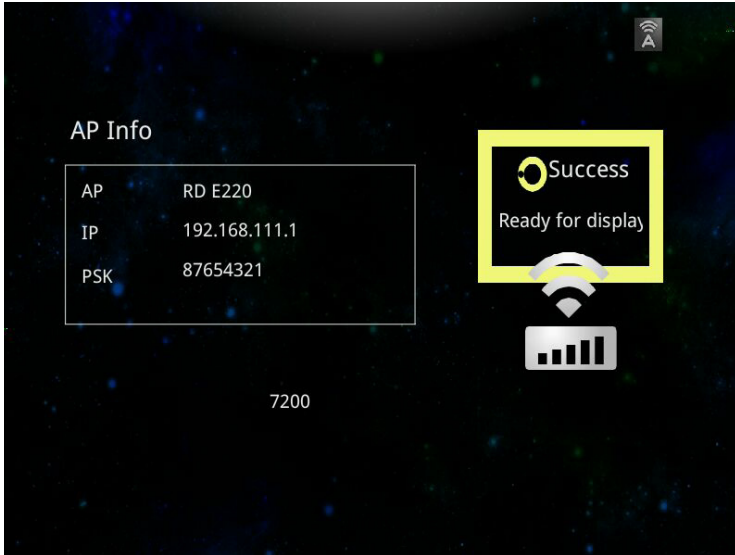 A
AP Info
AP RD E220
IP 192.168.111.1
PSK 87654321
Success
Ready for display
7200